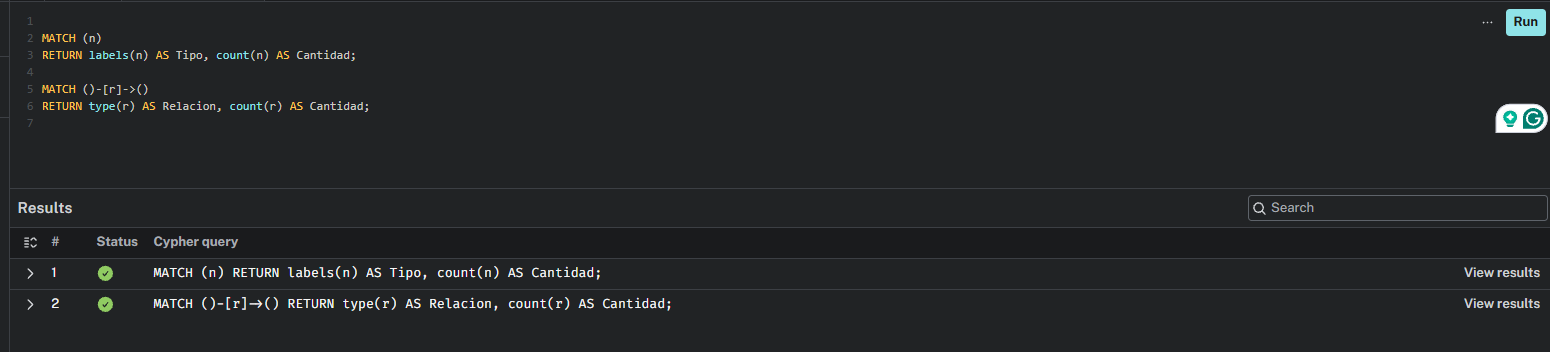 1
2 MATCH (n)
3 RETURN labels(n) AS Tipo, count(n) AS Cantidad;
4
5 MATCH ()-[r]->()
6 RETURN type(r) AS Relacion, count(r) AS Cantidad;
7
... Run
Results
Search
# Status Cypher query
1 MATCH (n) RETURN labels(n) AS Tipo, count(n) AS Cantidad; View results
2 MATCH ()-[r]->() RETURN type(r) AS Relacion, count(r) AS Cantidad; View results